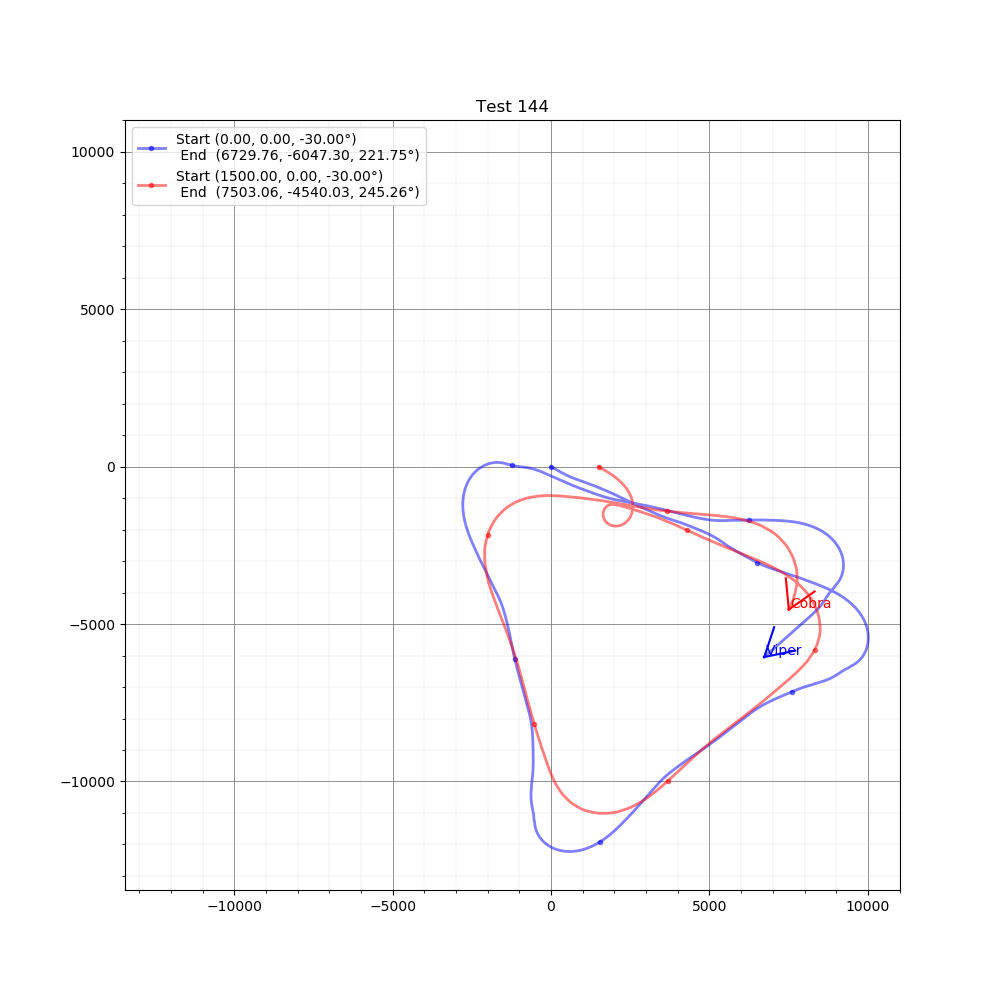 Test 144
Start (0.00, 0.00, -30.00°)
End  (6729.76, -6047.30, 221.75°)
Start (1500.00, 0.00, -30.00°)
End  (7503.06, -4540.03, 245.26°)
10000
5000
0
−5000
−10000
Cobra
Viper
−10000
−5000
0
5000
10000